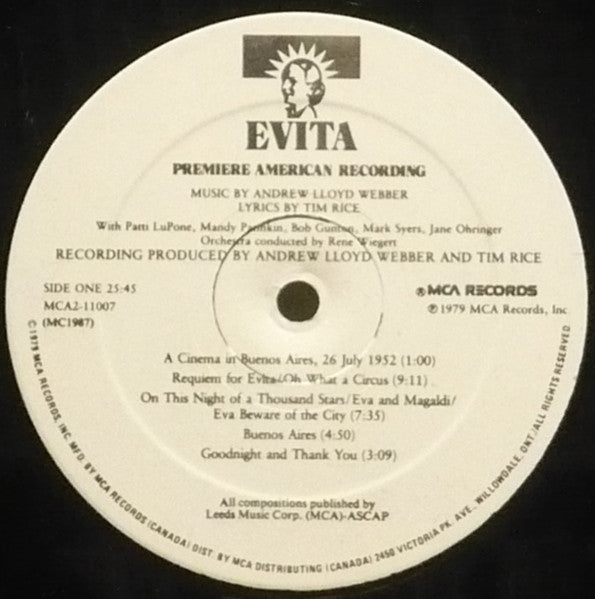 EVITA
PREMIERE AMERICAN RECORDING
MUSIC BY ANDREW LLOYD WEBBER
LYRICS BY TIM RICE
With Patti LuPone, Mandy Patinkin, Bob Gunton, Mark Syers, Jane Ohringer
Orchestra conducted by Rene Wiegert
RECORDING PRODUCED BY ANDREW LLOYD WEBBER AND TIM RICE
SIDE ONE 25:45
MCA2-11007
(MC1987)
®MCA RECORDS
℗ 1979 MCA Records, Inc.
A Cinema in Buenos Aires, 26 July 1952 (1:00)
Requiem for Evita/Oh What a Circus (9:11)
On This Night of a Thousand Stars/Eva and Magaldi/
Eva Beware of the City (7:35)
Buenos Aires (4:50)
Goodnight and Thank You (3:09)
All compositions published by
Leeds Music Corp. (MCA)-ASCAP
© 1979 MCA RECORDS, INC. MFD. BY MCA RECORDS (CANADA) DIST. BY MCA DISTRIBUTING (CANADA) 2450 VICTORIA PK. AVE., WILLOWDALE, ONT./ALL RIGHTS RESERVED.